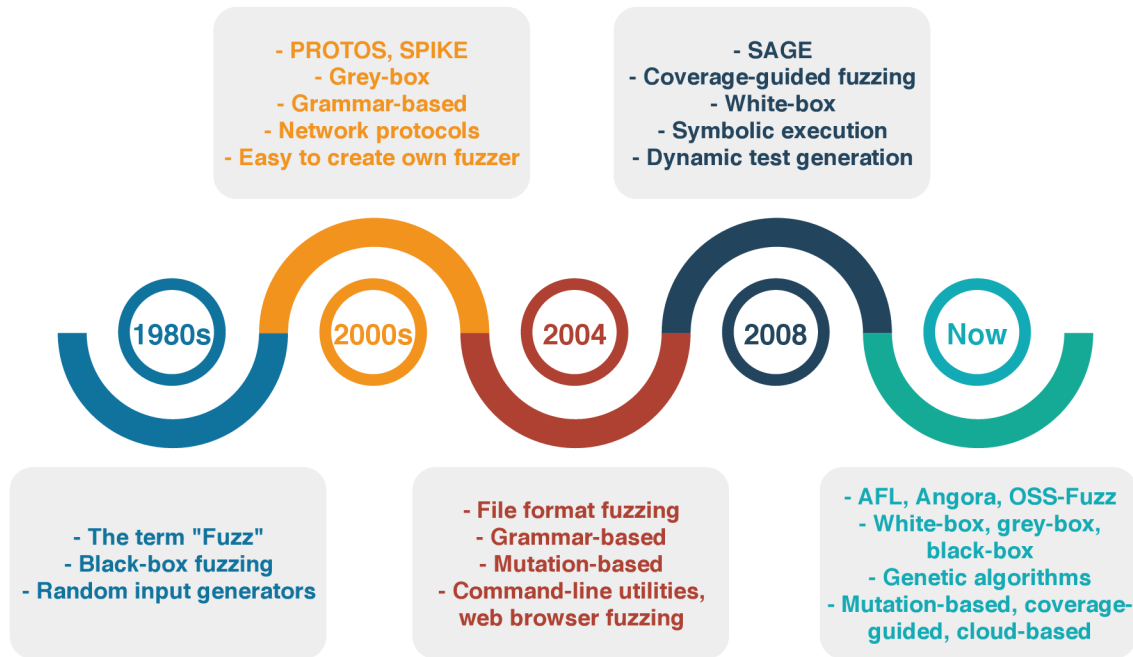 - PROTOS, SPIKE
- Grey-box
- Grammar-based
- Network protocols
- Easy to create own fuzzer
- SAGE
- Coverage-guided fuzzing
- White-box
- Symbolic execution
- Dynamic test generation
1980s
2000s
2004
2008
Now
- The term "Fuzz"
- Black-box fuzzing
- Random input generators
- File format fuzzing
- Grammar-based
- Mutation-based
- Command-line utilities,
web browser fuzzing
- AFL, Angora, OSS-Fuzz
- White-box, grey-box,
black-box
- Genetic algorithms
- Mutation-based, coverage-
guided, cloud-based